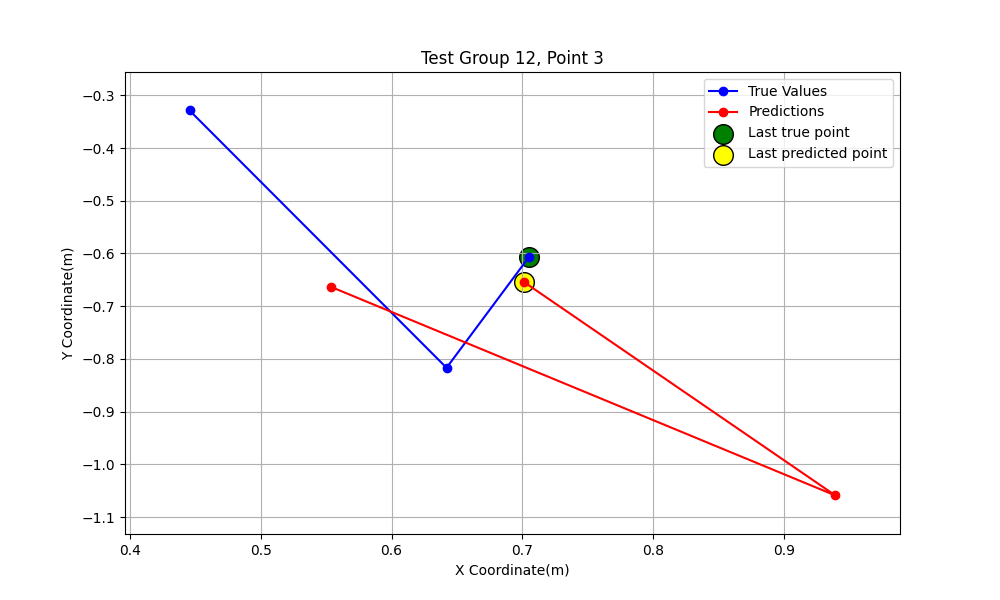 Test Group 12, Point 3
True Values
Predictions
Last true point
Last predicted point
Y Coordinate(m)
−0.3
−0.4
−0.5
−0.6
−0.7
−0.8
−0.9
−1.0
−1.1
0.4 0.5 0.6 0.7 0.8 0.9
X Coordinate(m)